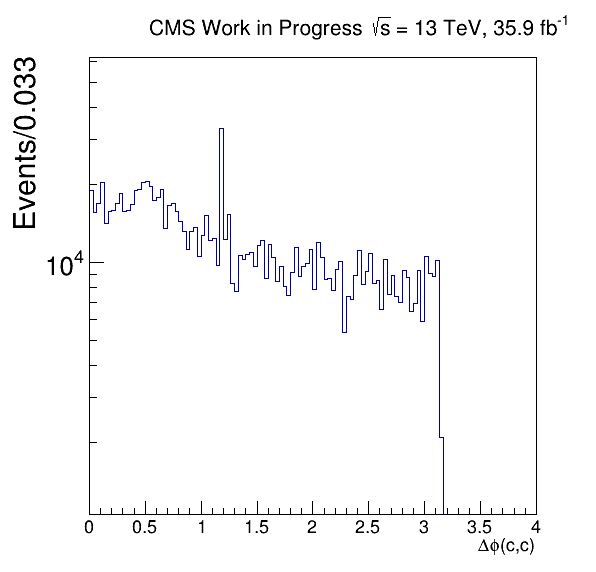 CMS Work in Progress √s = 13 TeV, 35.9 fb⁻¹
Events/0.033
10⁴
0 0.5 1 1.5 2 2.5 3 3.5 4
Δϕ(c,c)